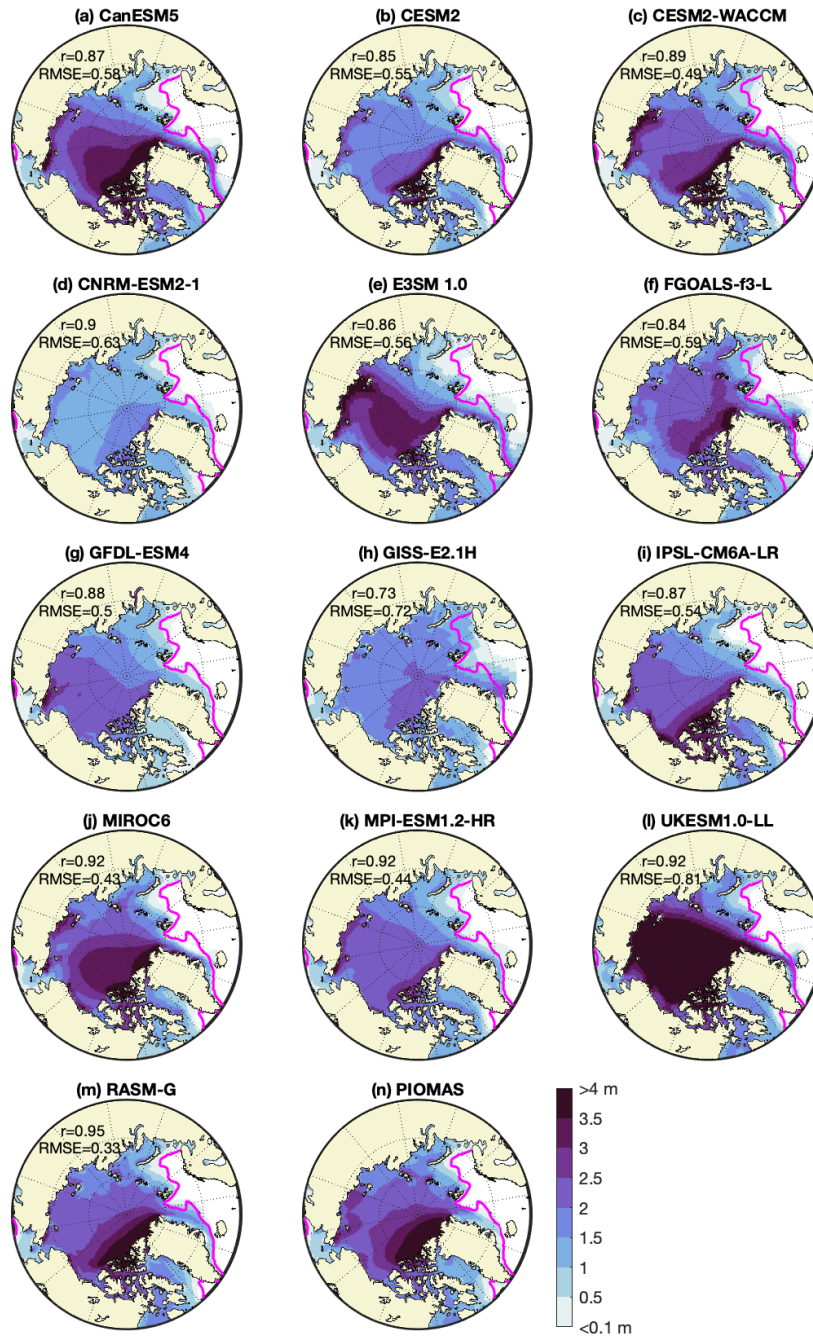 (a) CanESM5
r=0.87
RMSE=0.58
(b) CESM2
r=0.85
RMSE=0.55
(c) CESM2-WACCM
r=0.89
RMSE=0.49
(d) CNRM-ESM2-1
r=0.9
RMSE=0.63
(e) E3SM 1.0
r=0.86
RMSE=0.56
(f) FGOALS-f3-L
r=0.84
RMSE=0.59
(g) GFDL-ESM4
r=0.88
RMSE=0.5
(h) GISS-E2.1H
r=0.73
RMSE=0.72
(i) IPSL-CM6A-LR
r=0.87
RMSE=0.54
(j) MIROC6
r=0.92
RMSE=0.43
(k) MPI-ESM1.2-HR
r=0.92
RMSE=0.44
(l) UKESM1.0-LL
r=0.92
RMSE=0.81
(m) RASM-G
r=0.95
RMSE=0.33
(n) PIOMAS
>4 m
3.5
3
2.5
2
1.5
1
0.5
<0.1 m